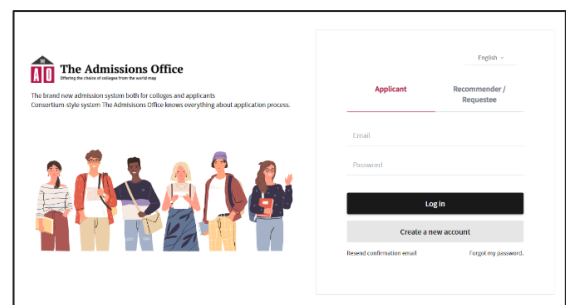 AO
The Admissions Office
Offering the choice of colleges from the world map
The brand new admission system both for colleges and applicants
Consortium-style system The Admisisons Office knows everything about application process.
English
Applicant
Recommender /
Requestee
Email
Password
Log in
Create a new account
Resend confirmation email
Forgot my password.